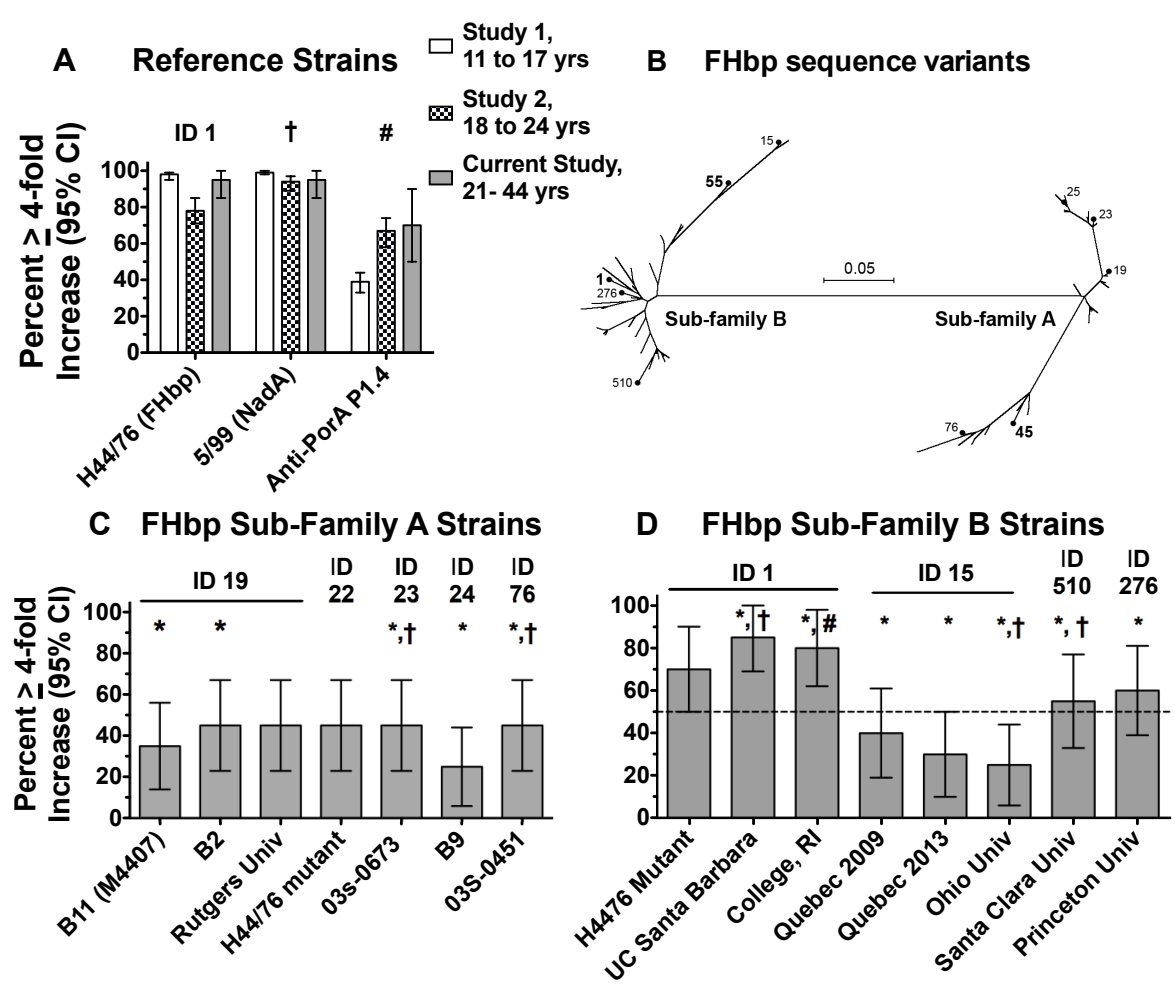 A Reference Strains
Study 1,
11 to 17 yrs
Study 2,
18 to 24 yrs
Current Study,
21- 44 yrs
ID 1 † #
Percent ≥ 4-fold
Increase (95% CI)
100
80
60
40
20
0
H44/76 (FHbp)
5/99 (NadA)
Anti-PorA P1.4
B FHbp sequence variants
15
55
1
276
510
Sub-family B
0.05
25
23
19
Sub-family A
76
45
C FHbp Sub-Family A Strains
ID 19
ID
22
ID
23
ID
24
ID
76
* * *,† * *,†
Percent ≥ 4-fold
Increase (95% CI)
100
80
60
40
20
0
B11 (M4407)
B2
Rutgers Univ
H44/76 mutant
03s-0673
B9
03S-0451
D FHbp Sub-Family B Strains
ID 1
ID 15
ID
510
ID
276
*, † *, # * * *,† *, † *
100
80
60
40
20
0
H4476 Mutant
UC Santa Barbara
College, RI
Quebec 2009
Quebec 2013
Ohio Univ
Santa Clara Univ
Princeton Univ